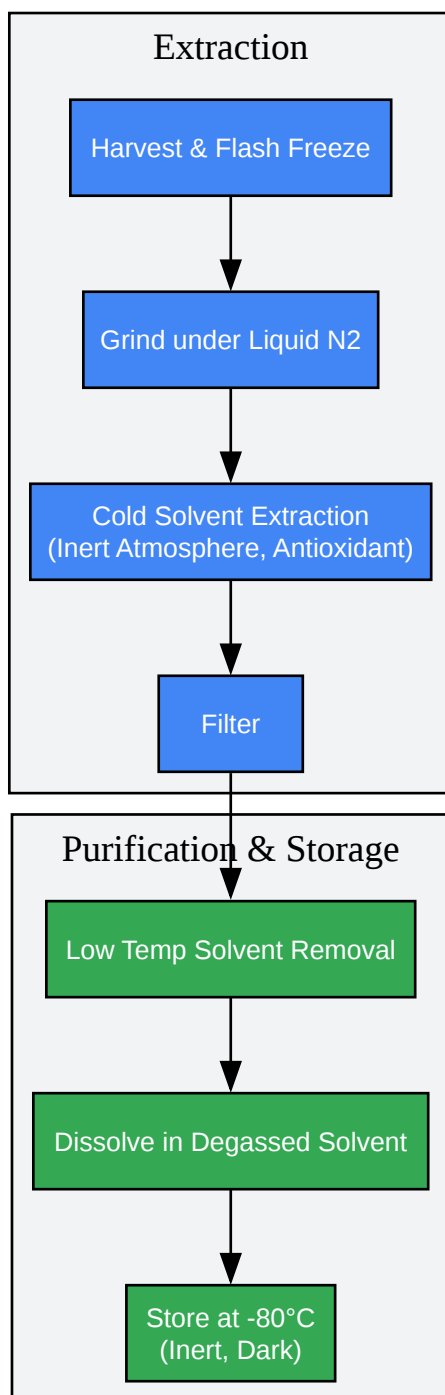 Extraction
Harvest & Flash Freeze
Grind under Liquid N2
Cold Solvent Extraction
(Inert Atmosphere, Antioxidant)
Filter
Purification & Storage
Low Temp Solvent Removal
Dissolve in Degassed Solvent
Store at -80°C
(Inert, Dark)